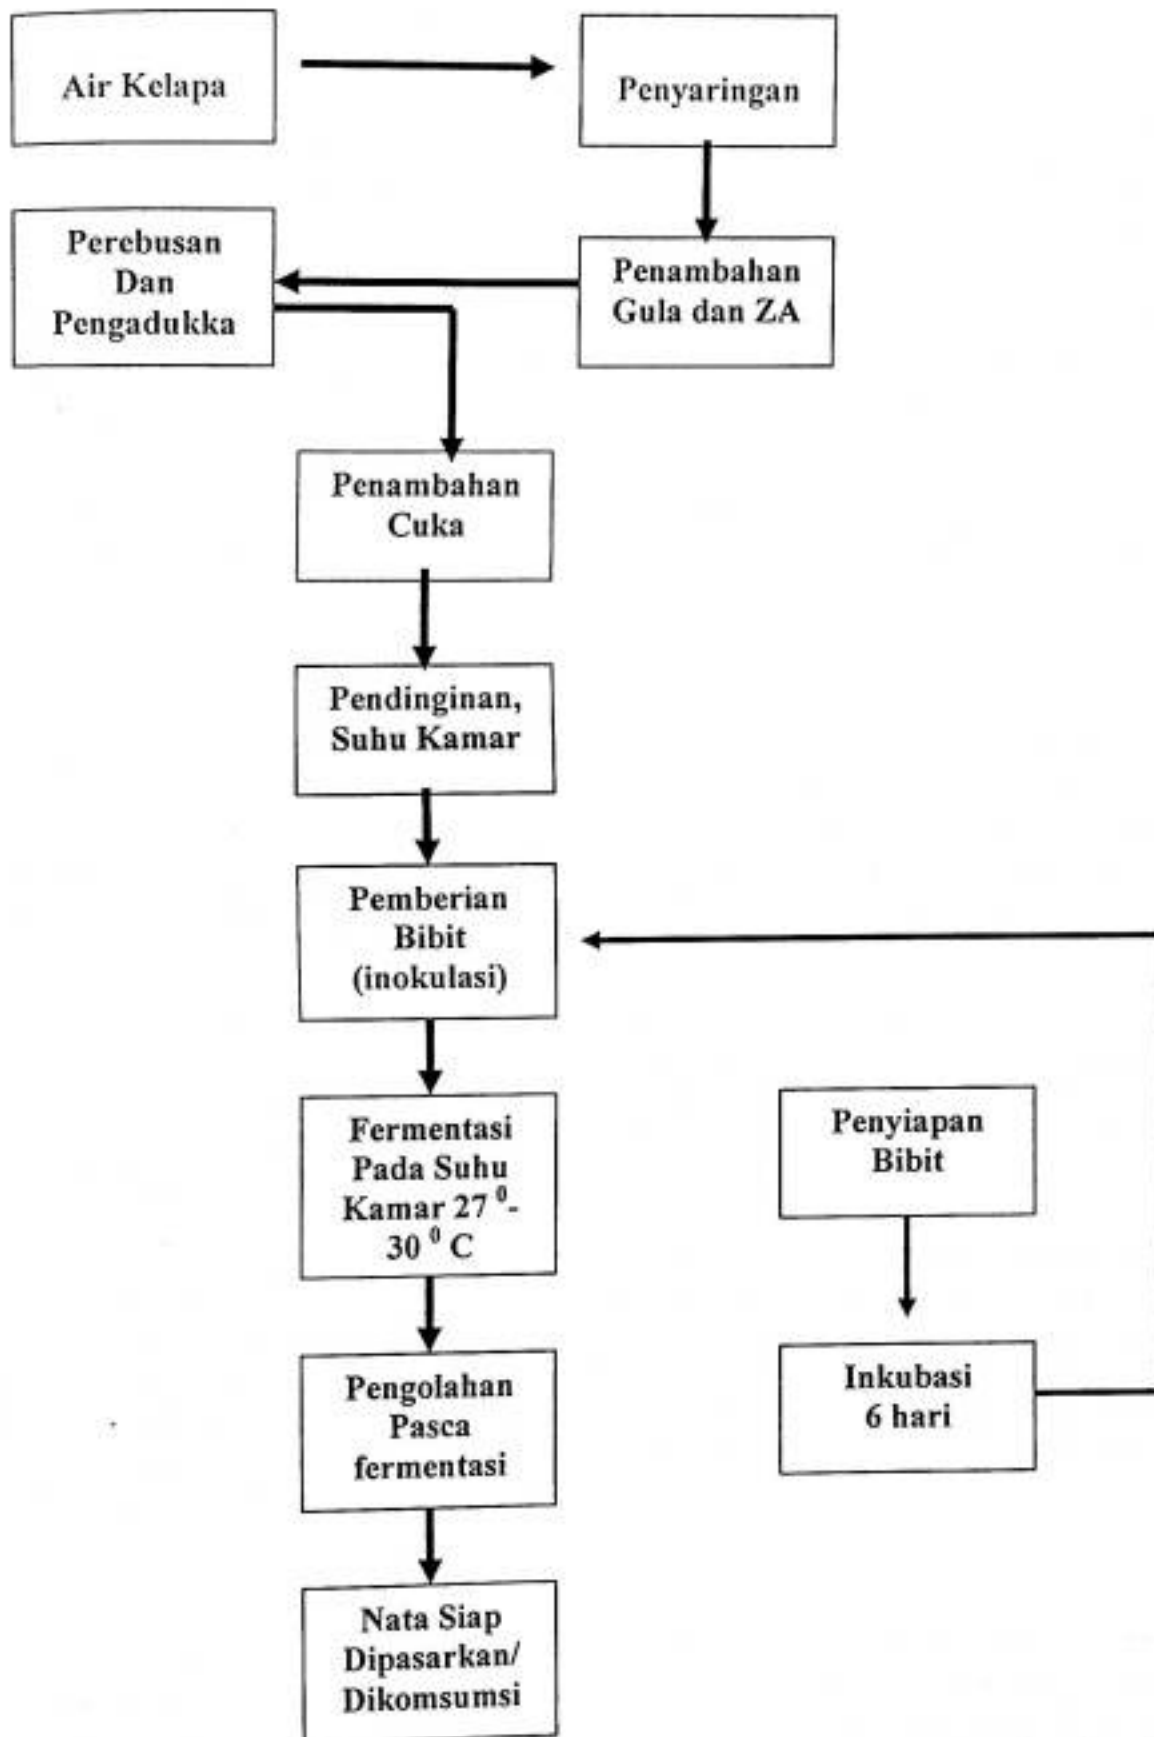 Air Kelapa
Penyaringan
Penambahan
Gula dan ZA
Perebusan
Dan
Pengadukka
Penambahan
Cuka
Pendinginan,
Suhu Kamar
Pemberian
Bibit
(inokulasi)
Fermentasi
Pada Suhu
Kamar 27 ⁰-
30 ⁰ C
Pengolahan
Pasca
fermentasi
Nata Siap
Dipasarkan/
Dikomsumsi
Penyiapan
Bibit
Inkubasi
6 hari